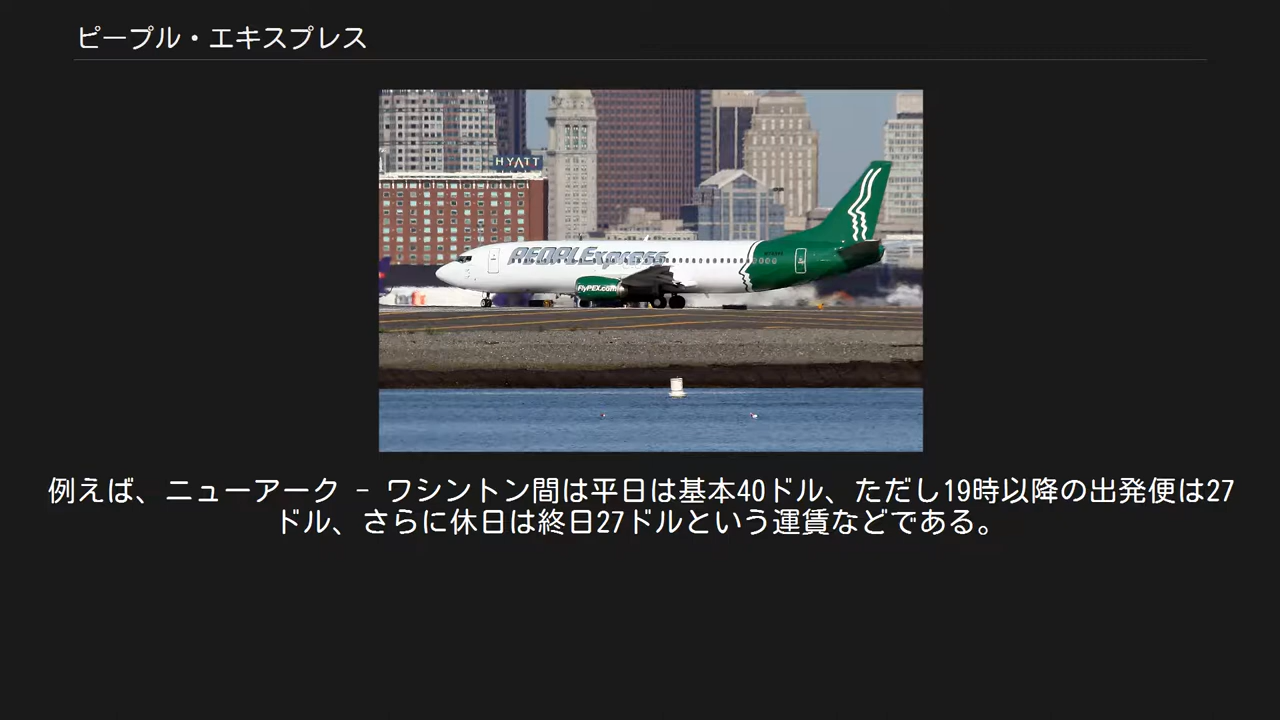 ピープル・エキスプレス
HYATT
PEOPLExpress
FlyPEX.com
例えば、ニューアーク - ワシントン間は平日は基本40ドル、ただし19時以降の出発便は27
ドル、さらに休日は終日27ドルという運賃などである。